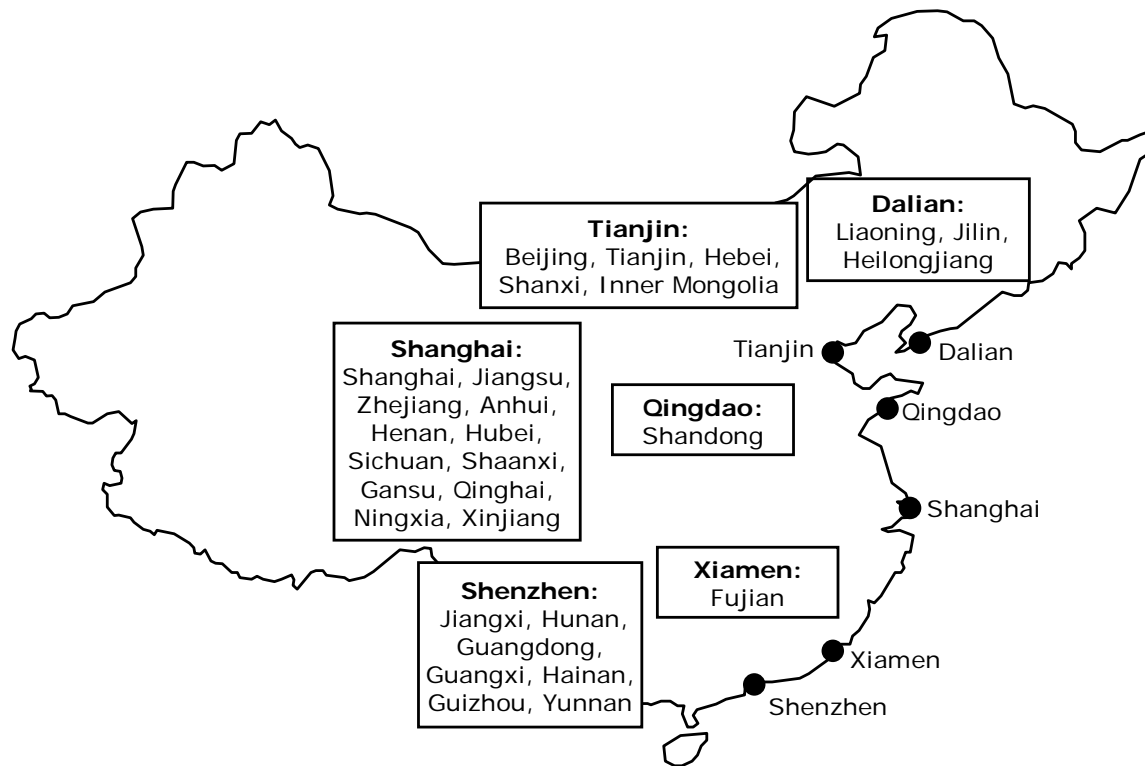 Dalian:
Liaoning, Jilin,
Heilongjiang
Tianjin:
Beijing, Tianjin, Hebei,
Shanxi, Inner Mongolia
Shanghai:
Shanghai, Jiangsu,
Zhejiang, Anhui,
Henan, Hubei,
Sichuan, Shaanxi,
Gansu, Qinghai,
Ningxia, Xinjiang
Tianjin
Dalian
Qingdao:
Shandong
Qingdao
Shanghai
Xiamen:
Fujian
Shenzhen:
Jiangxi, Hunan,
Guangdong,
Guangxi, Hainan,
Guizhou, Yunnan
Xiamen
Shenzhen